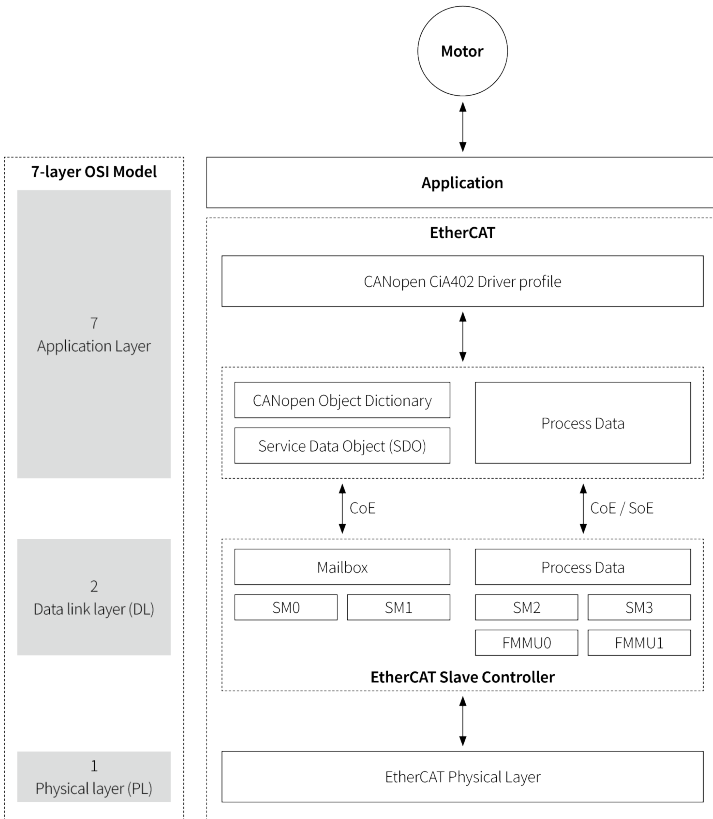 Motor
7-layer OSI Model
7
Application Layer
2
Data link layer (DL)
1
Physical layer (PL)
Application
EtherCAT
CANopen CiA402 Driver profile
CANopen Object Dictionary
Service Data Object (SDO)
Process Data
CoE
CoE / SoE
Mailbox
Process Data
SM0
SM1
SM2
SM3
FMMU0
FMMU1
EtherCAT Slave Controller
EtherCAT Physical Layer